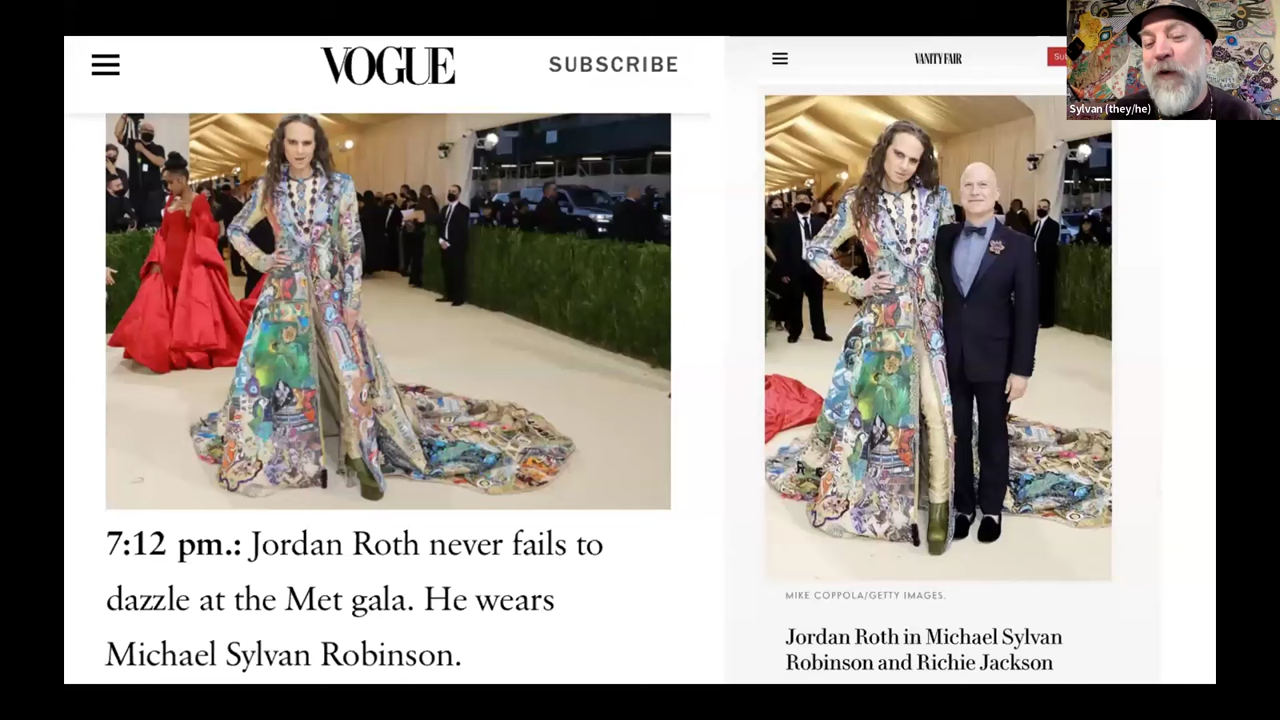 VOGUE
SUBSCRIBE
7:12 pm.: Jordan Roth never fails to
dazzle at the Met gala. He wears
Michael Sylvan Robinson.
VANITY FAIR
MIKE COPPOLA/GETTY IMAGES.
Jordan Roth in Michael Sylvan
Robinson and Richie Jackson
Sylvan (they/he)